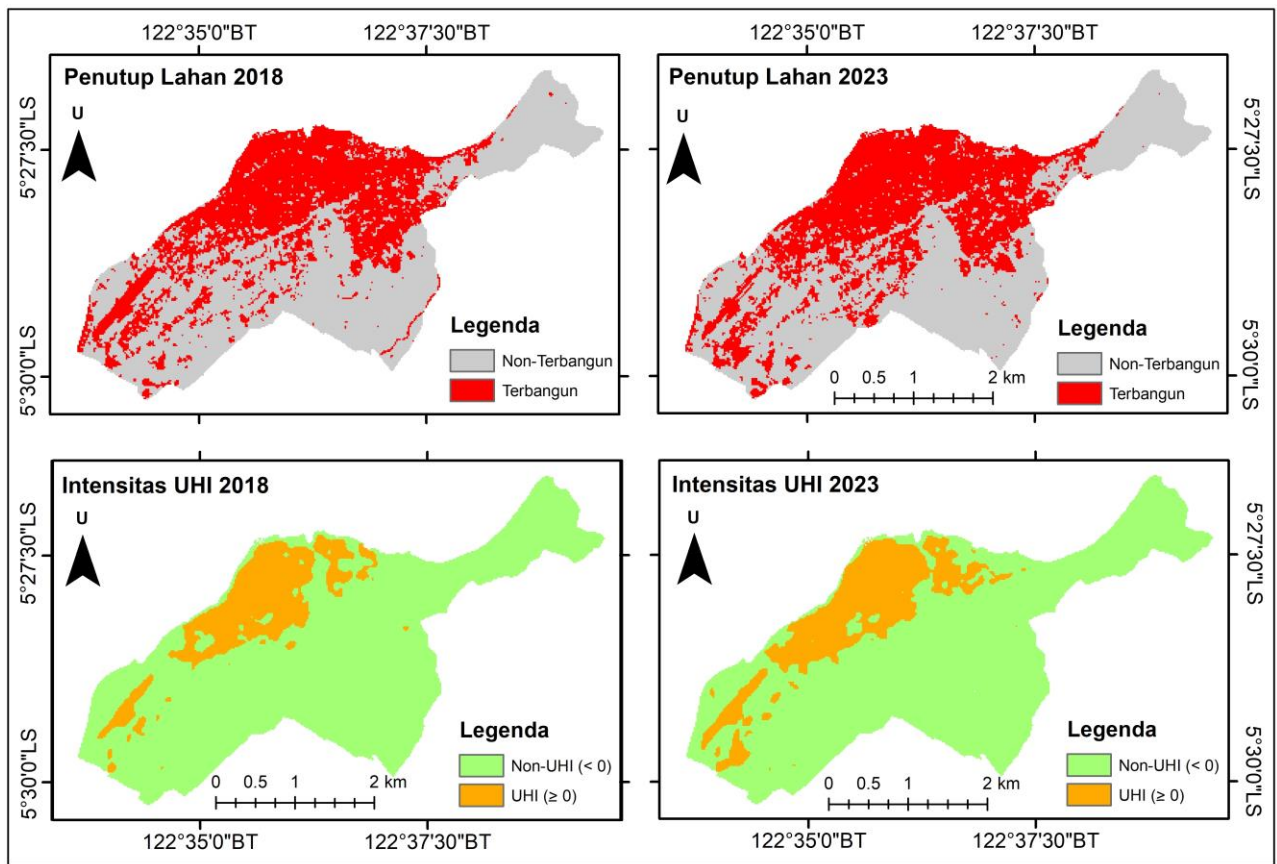 122°35'0"BT 122°37'30"BT 122°35'0"BT 122°37'30"BT
Penutup Lahan 2018
U
5°27'30"LS
5°30'0"LS
Legenda
Non-Terbangun
Terbangun
Penutup Lahan 2023
U
5°27'30"LS
5°30'0"LS
Legenda
Non-Terbangun
Terbangun
0 0.5 1 2 km
Intensitas UHI 2018
U
5°27'30"LS
5°30'0"LS
Legenda
Non-UHI (< 0)
UHI (≥ 0)
0 0.5 1 2 km
Intensitas UHI 2023
U
5°27'30"LS
5°30'0"LS
Legenda
Non-UHI (< 0)
UHI (≥ 0)
0 0.5 1 2 km
122°35'0"BT 122°37'30"BT 122°35'0"BT 122°37'30"BT